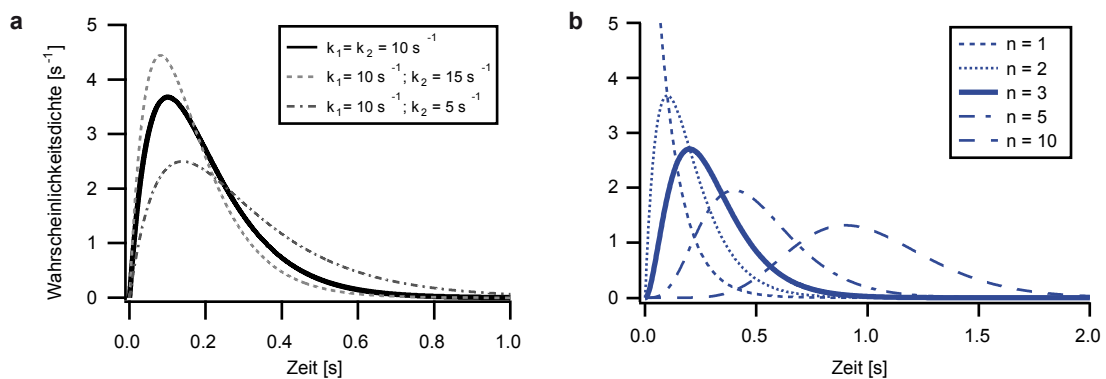 a
Wahrscheinlichkeitsdichte [s⁻¹]
5
4
3
2
1
0
k₁= k₂ = 10 s⁻¹
k₁= 10 s⁻¹; k₂ = 15 s⁻¹
k₁= 10 s⁻¹; k₂ = 5 s⁻¹
0.0 0.2 0.4 0.6 0.8 1.0
Zeit [s]
b
5
4
3
2
1
0
n = 1
n = 2
n = 3
n = 5
n = 10
0.0 0.5 1.0 1.5 2.0
Zeit [s]